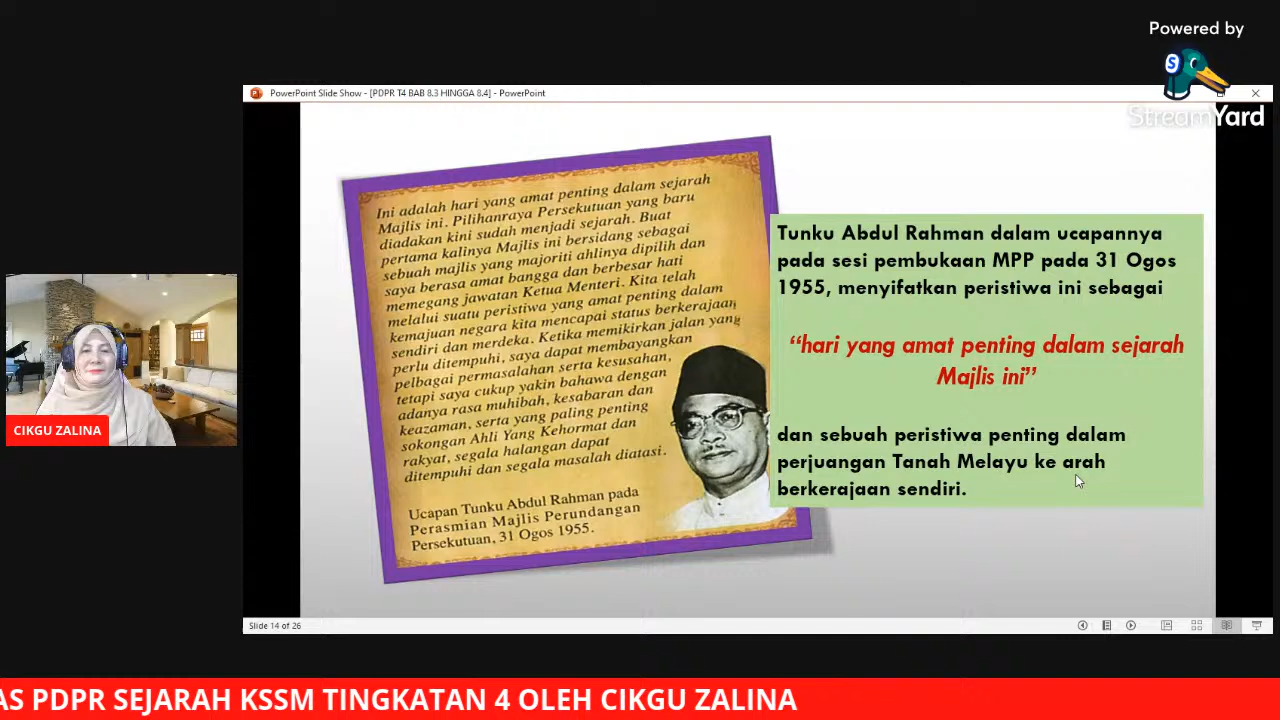 Powered by
StreamYard
PowerPoint Slide Show - [PDPR T4 BAB 8.3 HINGGA 8.4] - PowerPoint
Ini adalah hari yang amat penting dalam sejarah
Majlis ini. Pilihanraya Persekutuan yang baru
diadakan kini sudah menjadi sejarah. Buat
pertama kalinya Majlis ini bersidang sebagai
sebuah majlis yang majoriti ahlinya dipilih dan
saya berasa amat bangga dan berbesar hati
memegang jawatan Ketua Menteri. Kita telah
melalui suatu peristiwa yang amat penting dalam
kemajuan negara kita mencapai status berkerajaan
sendiri dan merdeka. Ketika memikirkan jalan yang
perlu ditempuhi, saya dapat membayangkan
pelbagai permasalahan serta kesusahan,
tetapi saya cukup yakin bahawa dengan
adanya rasa muhibah, kesabaran dan
keazaman, serta yang paling penting
sokongan Ahli Yang Kehormat dan
rakyat, segala halangan dapat
ditempuhi dan segala masalah diatasi.
Ucapan Tunku Abdul Rahman pada
Perasmian Majlis Perundangan
Persekutuan, 31 Ogos 1955.
Tunku Abdul Rahman dalam ucapannya
pada sesi pembukaan MPP pada 31 Ogos
1955, menyifatkan peristiwa ini sebagai
“hari yang amat penting dalam sejarah
Majlis ini”
dan sebuah peristiwa penting dalam
perjuangan Tanah Melayu ke arah
berkerajaan sendiri.
CIKGU ZALINA
Slide 14 of 26
AS PDPR SEJARAH KSSM TINGKATAN 4 OLEH CIKGU ZALINA